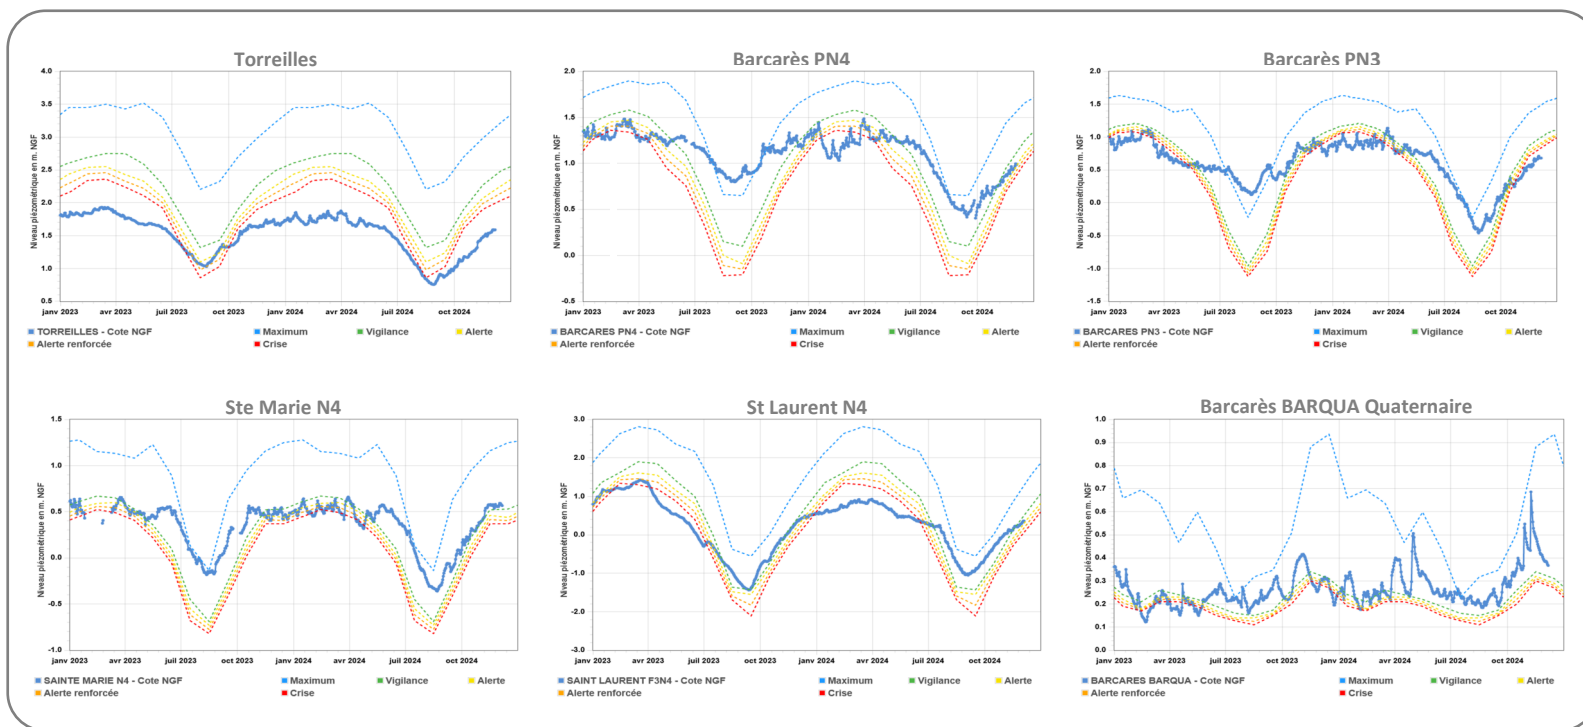 Torreilles
Niveau pièzométrique en m. NGF
4.0
3.5
3.0
2.5
2.0
1.5
1.0
0.5
janv 2023 avr 2023 juil 2023 oct 2023 janv 2024 avr 2024 juil 2024 oct 2024
TORREILLES - Cote NGF Maximum Vigilance Alerte
Alerte renforcée Crise
Barcarès PN4
Niveau pièzométrique en m. NGF
2.0
1.5
1.0
0.5
0.0
-0.5
janv 2023 avr 2023 juil 2023 oct 2023 janv 2024 avr 2024 juil 2024 oct 2024
BARCARES PN4 - Cote NGF Maximum Vigilance Alerte
Alerte renforcée Crise
Barcarès PN3
Niveau pièzométrique en m. NGF
2.0
1.5
1.0
0.5
0.0
-0.5
-1.0
-1.5
janv 2023 avr 2023 juil 2023 oct 2023 janv 2024 avr 2024 juil 2024 oct 2024
BARCARES PN3 - Cote NGF Maximum Vigilance Alerte
Alerte renforcée Crise
Ste Marie N4
Niveau pièzométrique en m. NGF
1.5
1.0
0.5
0.0
-0.5
-1.0
janv 2023 avr 2023 juil 2023 oct 2023 janv 2024 avr 2024 juil 2024 oct 2024
SAINTE MARIE N4 - Cote NGF Maximum Vigilance Alerte
Alerte renforcée Crise
St Laurent N4
Niveau pièzométrique en m. NGF
3.0
2.0
1.0
0.0
-1.0
-2.0
-3.0
janv 2023 avr 2023 juil 2023 oct 2023 janv 2024 avr 2024 juil 2024 oct 2024
SAINT LAURENT F3N4 - Cote NGF Maximum Vigilance Alerte
Alerte renforcée Crise
Barcarès BARQUA Quaternaire
Niveau pièzométrique en m. NGF
1.0
0.9
0.8
0.7
0.6
0.5
0.4
0.3
0.2
0.1
0.0
janv 2023 avr 2023 juil 2023 oct 2023 janv 2024 avr 2024 juil 2024 oct 2024
BARCARES BARQUA - Cote NGF Maximum Vigilance Alerte
Alerte renforcée Crise